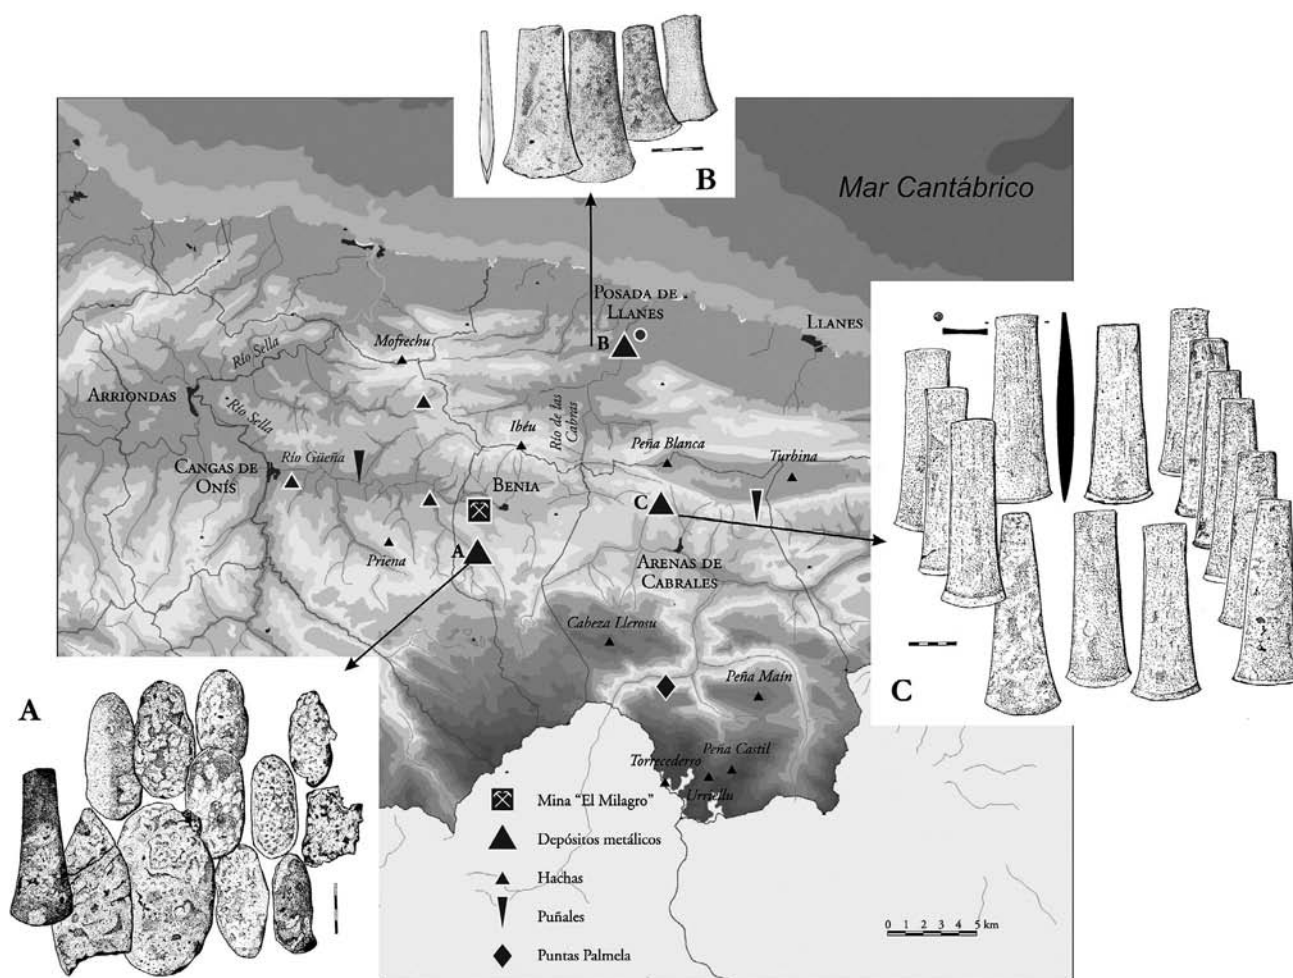 B
Mar Cantábrico
Posada de
Llanes
B
Llanes
Mofrechu
Río Sella
Arriondas
Río Sella
Río de las
Cabras
Ibéu
Peña Blanca
Turbina
Cangas de
Onís
Río Güeña
Benia
C
A
Priena
Arenas de
Cabrales
Cabeza Llerosu
Peña Maín
Peña Castil
Torrecederso
Urriellu
C
A
Mina "El Milagro"
Depósitos metálicos
Hachas
Puñales
Puntas Palmela
0 1 2 3 4 5 km